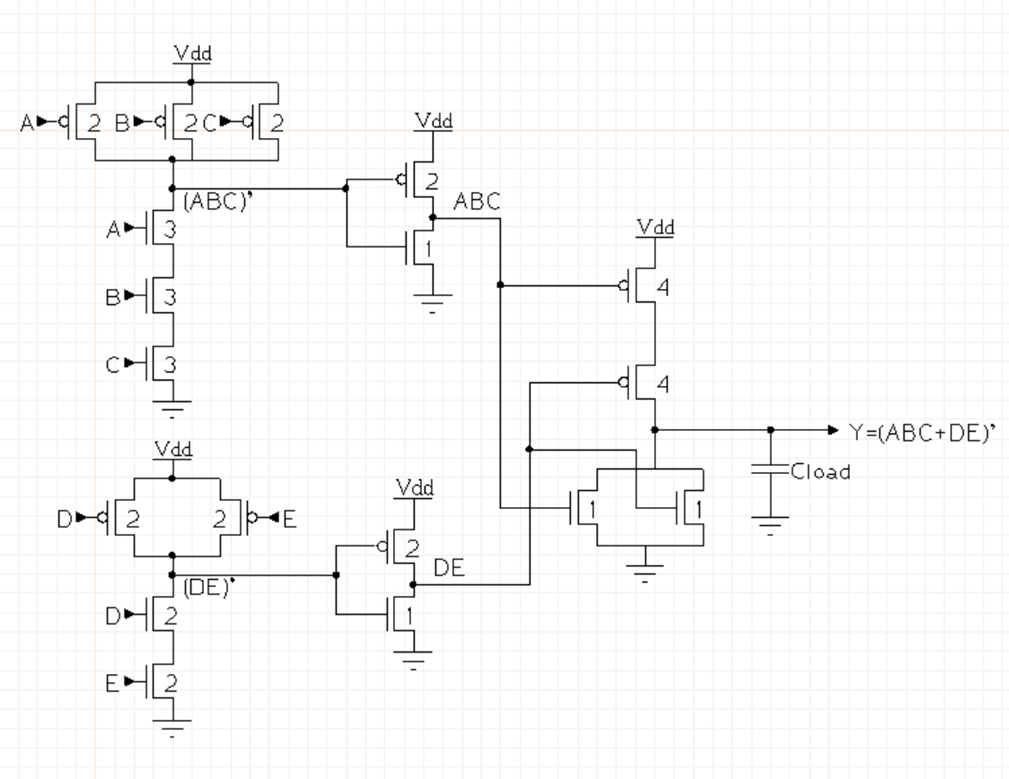 Vdd
A 2 B 2 C 2
Vdd
2
(ABC)’
ABC
A 3
1
Vdd
4
B 3
C 3
4
Y=(ABC+DE)’
Vdd
Cload
Vdd
1 1
D 2 2 E
2
DE
(DE)’
D 2
1
E 2